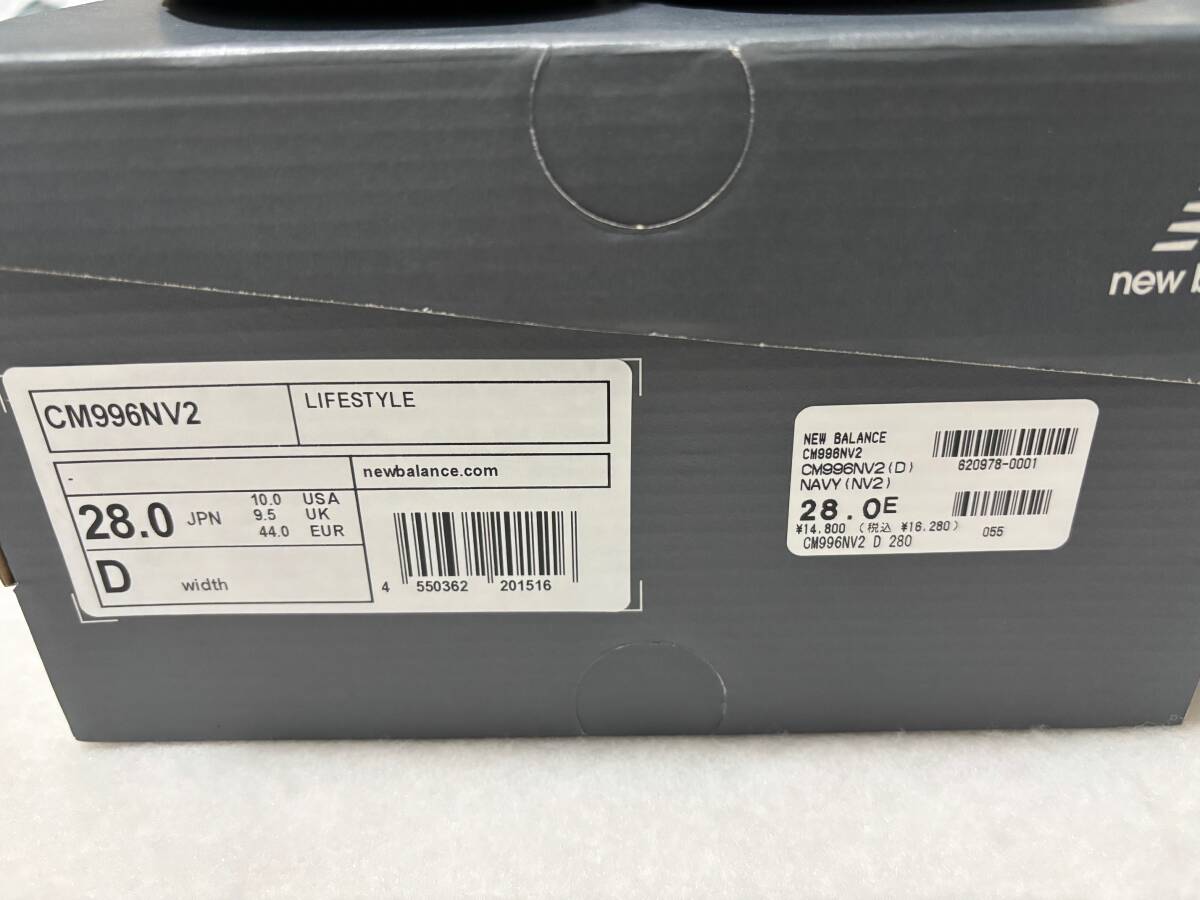 new b
CM996NV2
LIFESTYLE
-
newbalance.com
28.0 JPN
10.0 USA
9.5 UK
44.0 EUR
D width
4 550362 201516
NEW BALANCE
CM996NV2
CM996NV2(D)
NAVY(NV2)
620978-0001
28.0E
¥14,800 (税込 ¥16,280)
055
CM996NV2 D 280